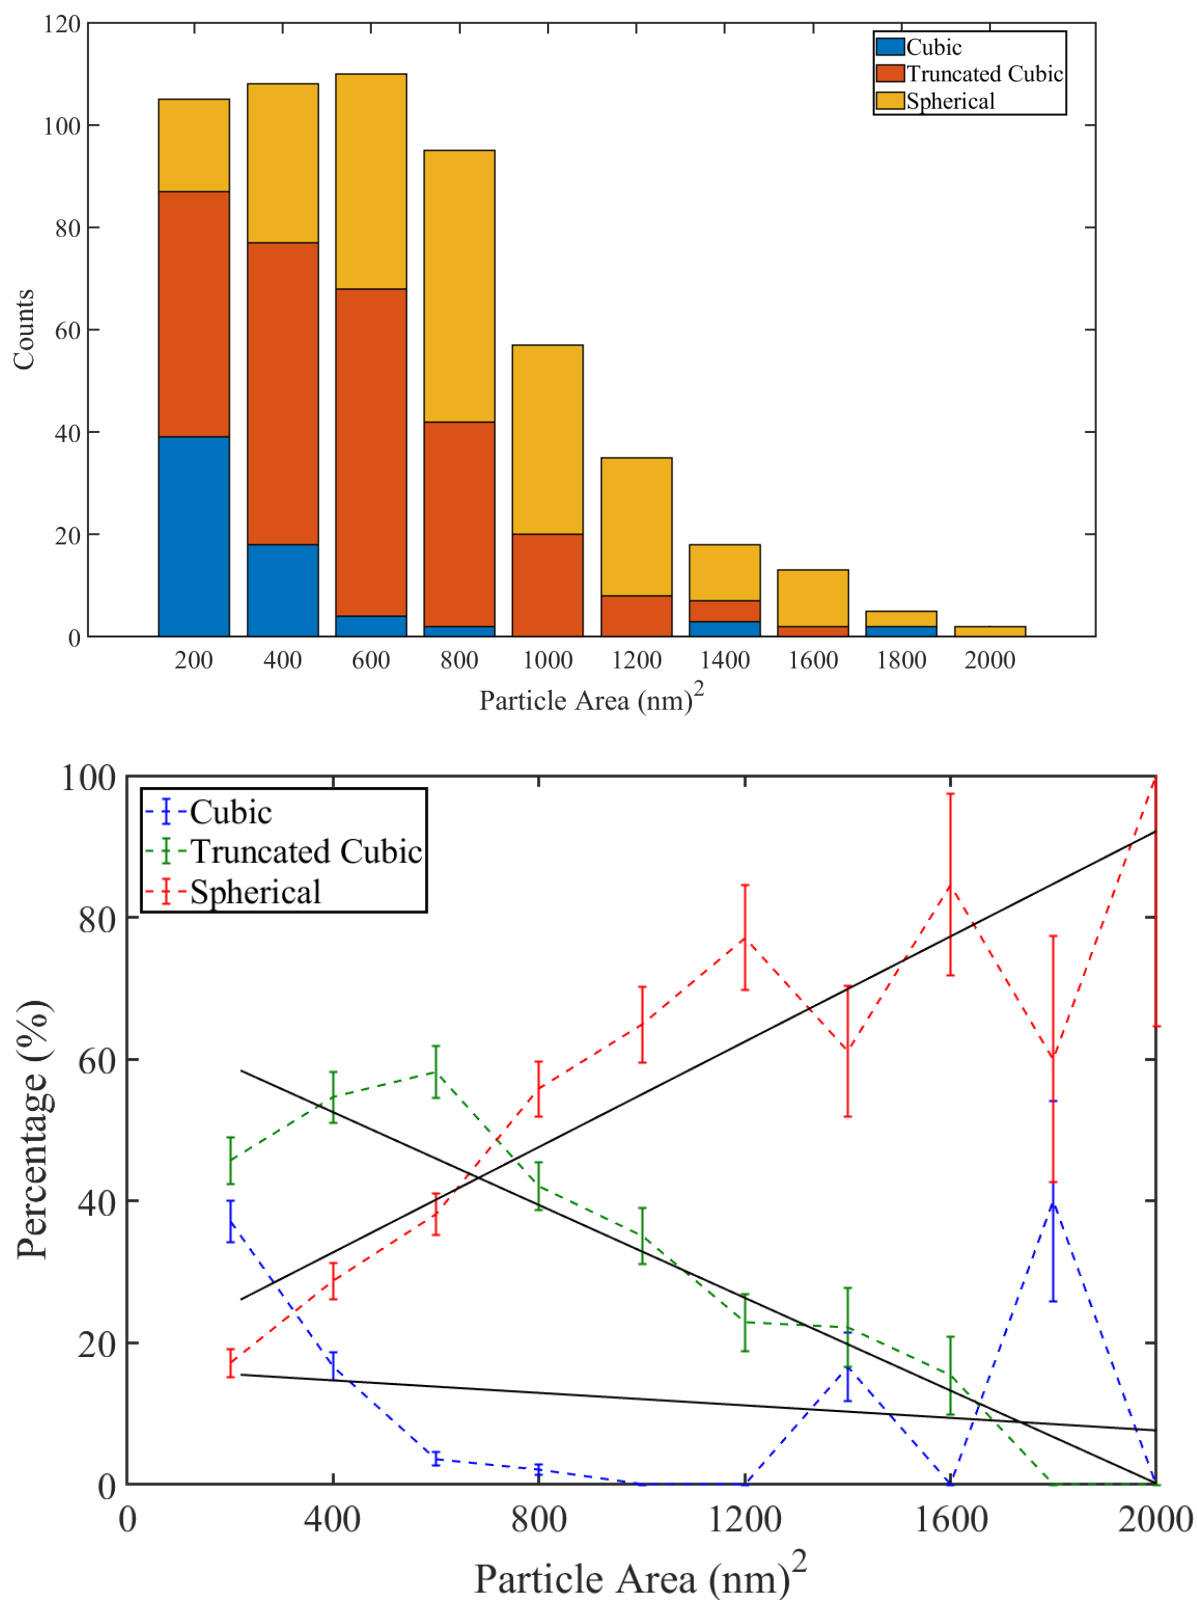 120
100
80
60
40
20
0
Counts
Cubic
Truncated Cubic
Spherical
200 400 600 800 1000 1200 1400 1600 1800 2000
Particle Area (nm)2
100
80
60
40
20
0
Percentage (%)
Cubic
Truncated Cubic
Spherical
0 400 800 1200 1600 2000
Particle Area (nm)2